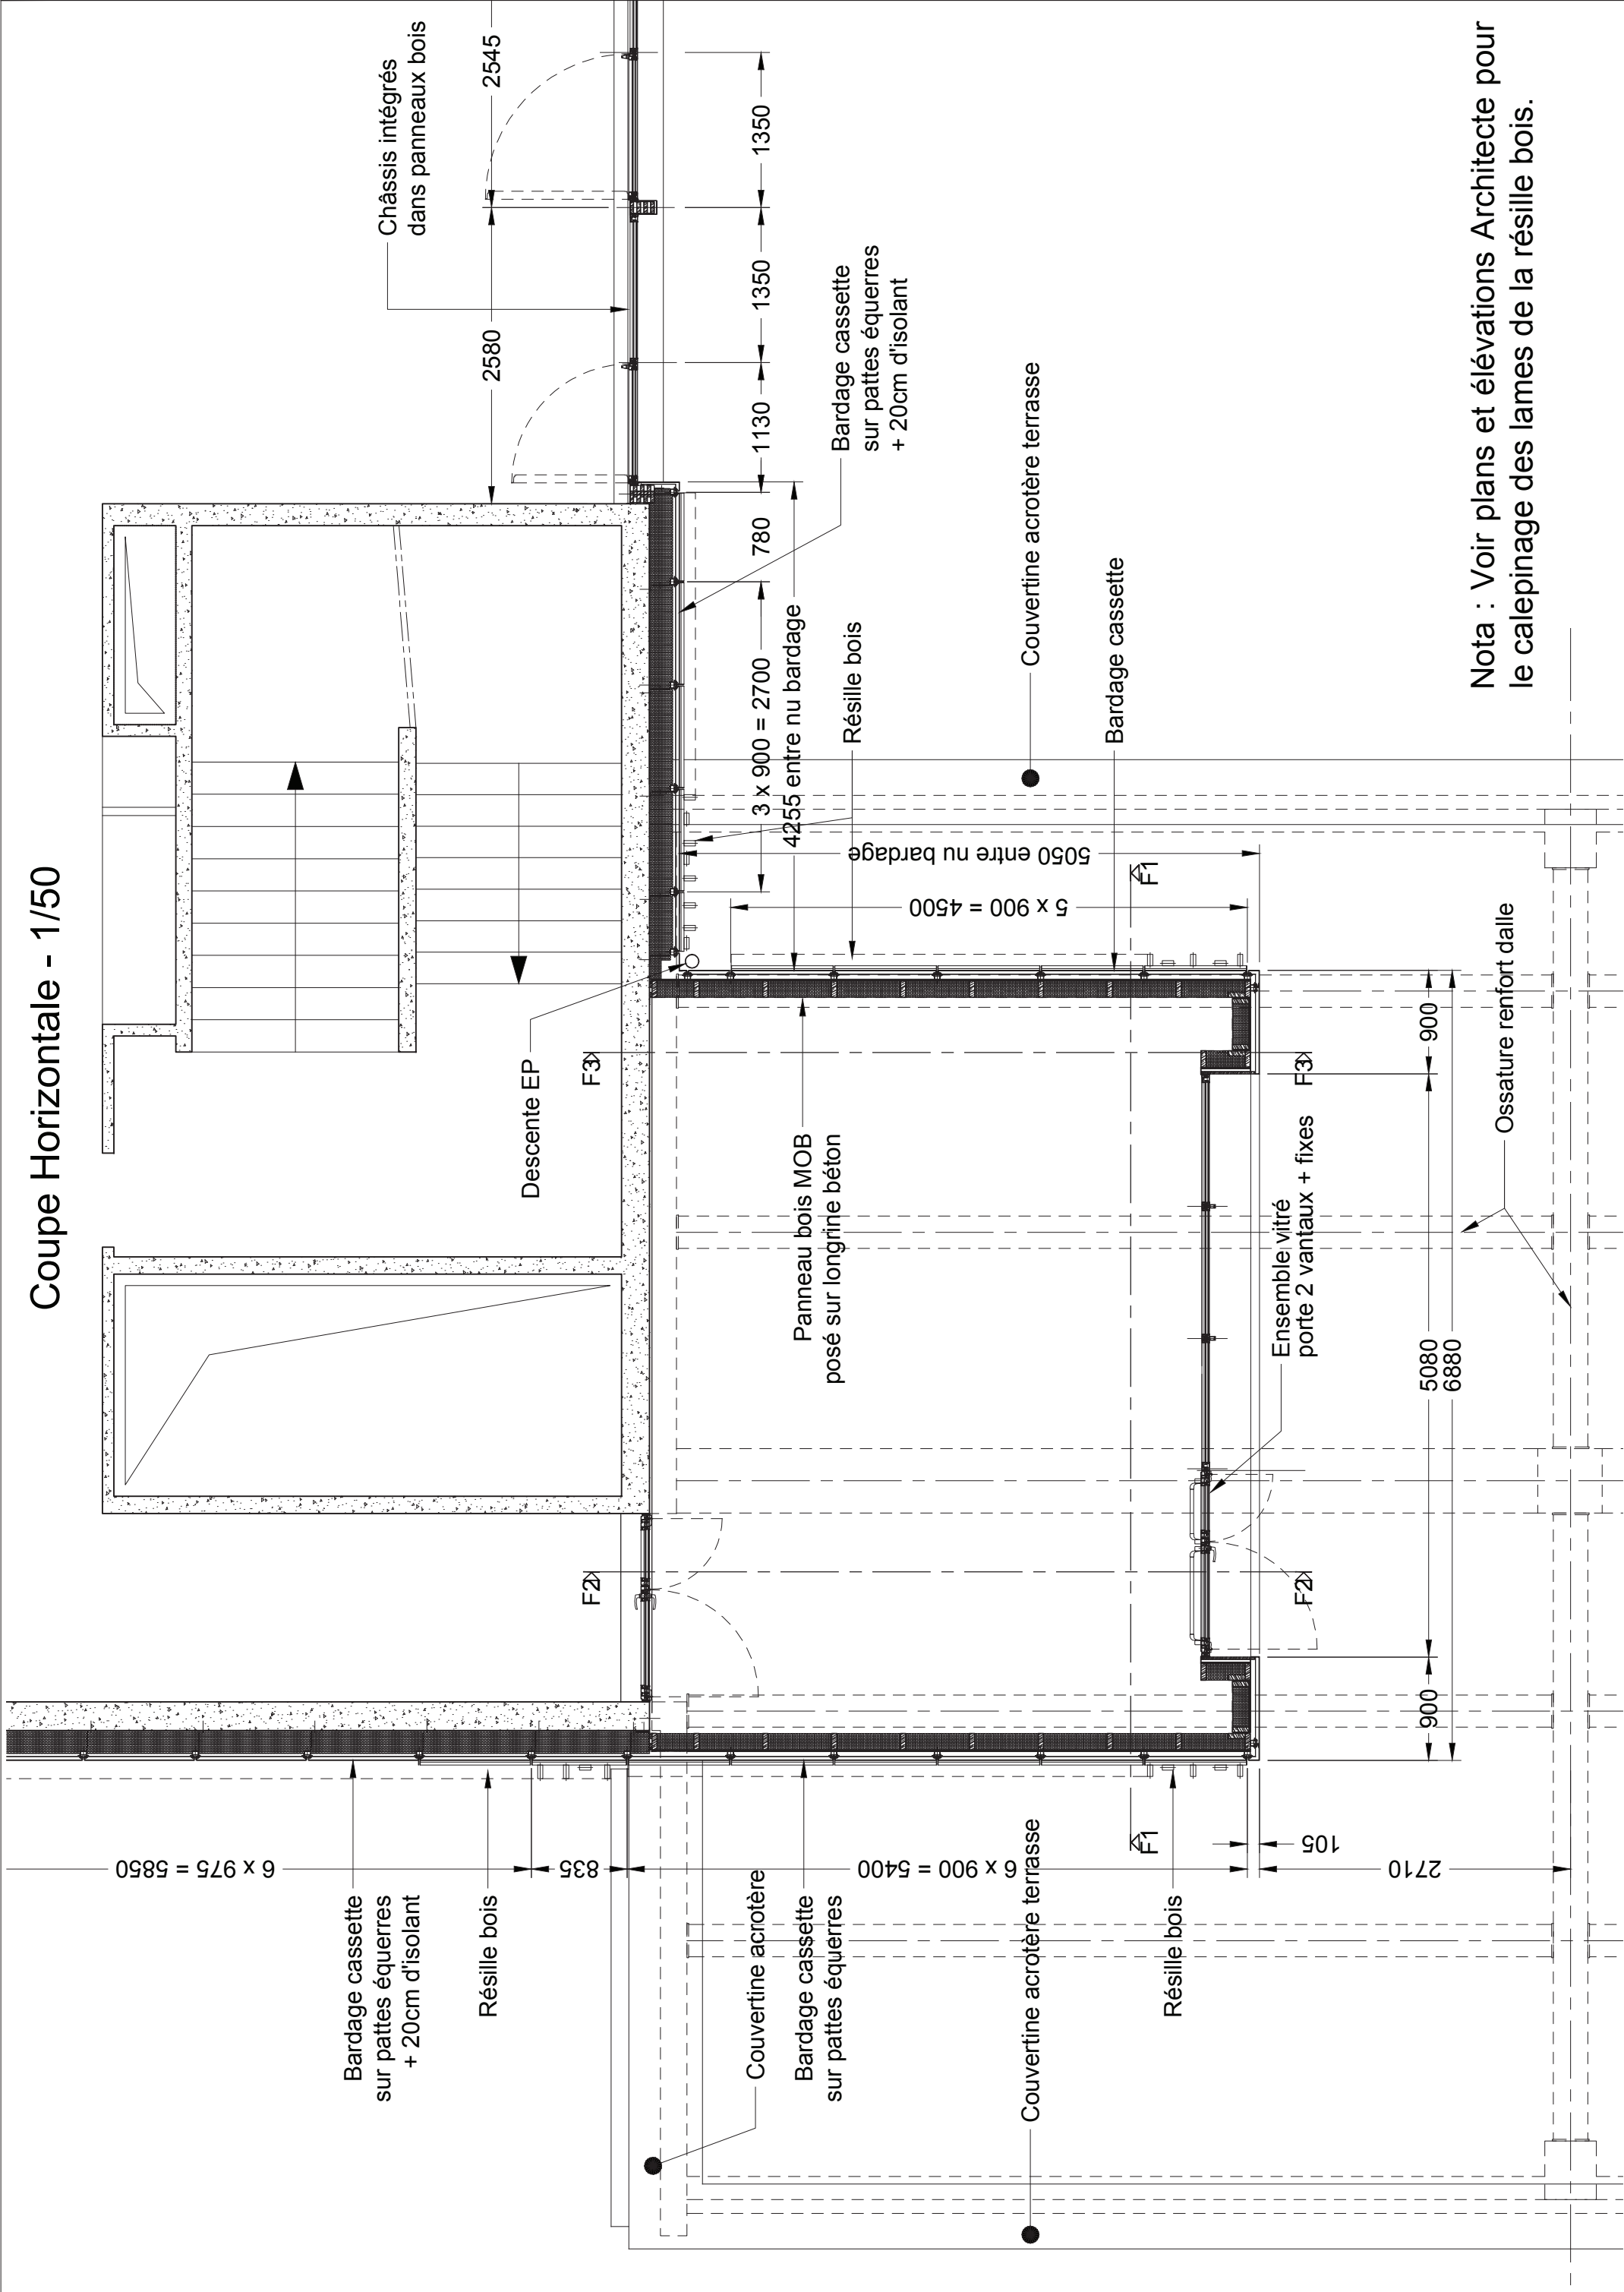 Coupe Horizontale - 1/50
Bardage cassette
sur pattes équerres
+ 20cm d'isolant
Résille bois
Couvertine acrotère
Bardage cassette
sur pattes équerres
Couvertine acrotère terrasse
Résille bois
6 x 975 = 5850
835
6 x 900 = 5400
105
2710
F1
F1
F2
F2
F3
F3
900
5080
900
6880
Descente EP
Panneau bois MOB
posé sur longrine béton
Ensemble vitré
porte 2 vantaux + fixes
Ossature renfort dalle
5 x 900 = 4500
5050 entre nu bardage
3 x 900 = 2700
780
1130
1350
1350
4255 entre nu bardage
Résille bois
Couvertine acrotère terrasse
Bardage cassette
Bardage cassette
sur pattes équerres
+ 20cm d'isolant
2580
2545
Châssis intégrés
dans panneaux bois
Nota : Voir plans et élévations Architecte pour
le calepinage des lames de la résille bois.